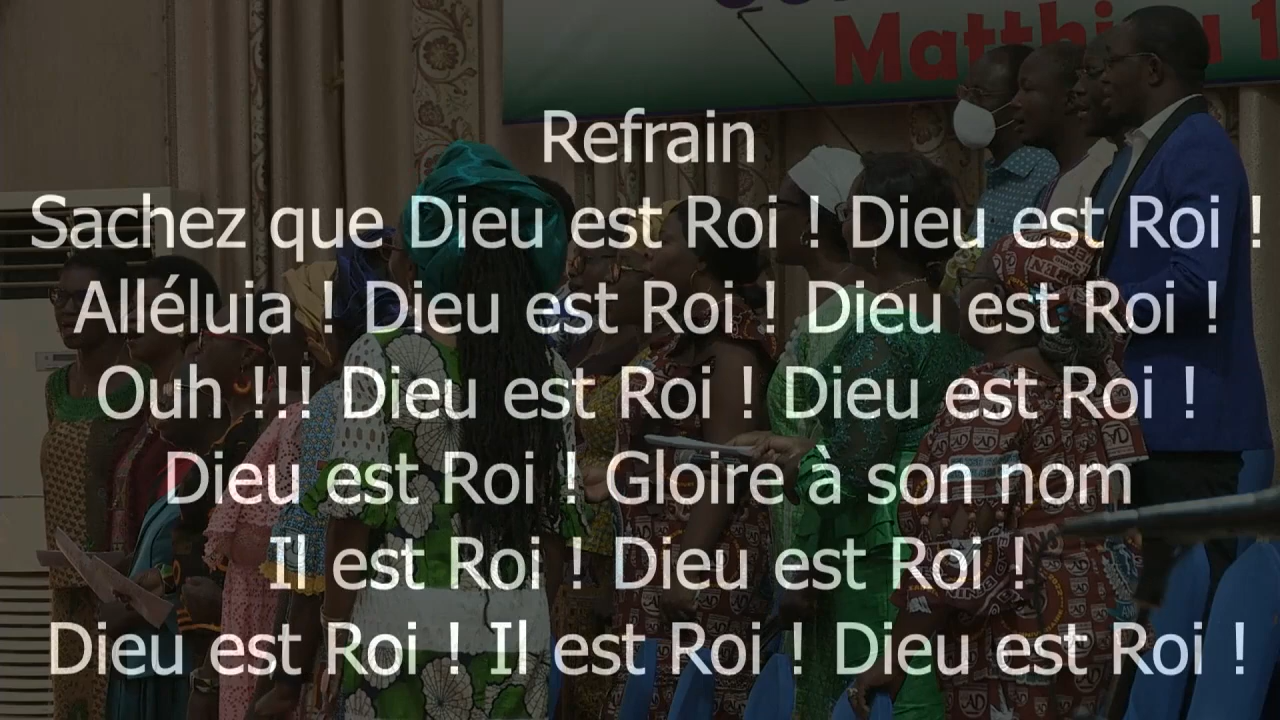 Matthieu 1
Refrain
Sachez que Dieu est Roi ! Dieu est Roi !
Alléluia ! Dieu est Roi ! Dieu est Roi !
Ouh !!! Dieu est Roi ! Dieu est Roi !
Dieu est Roi ! Gloire à son nom
Il est Roi ! Dieu est Roi !
Dieu est Roi ! Il est Roi ! Dieu est Roi !